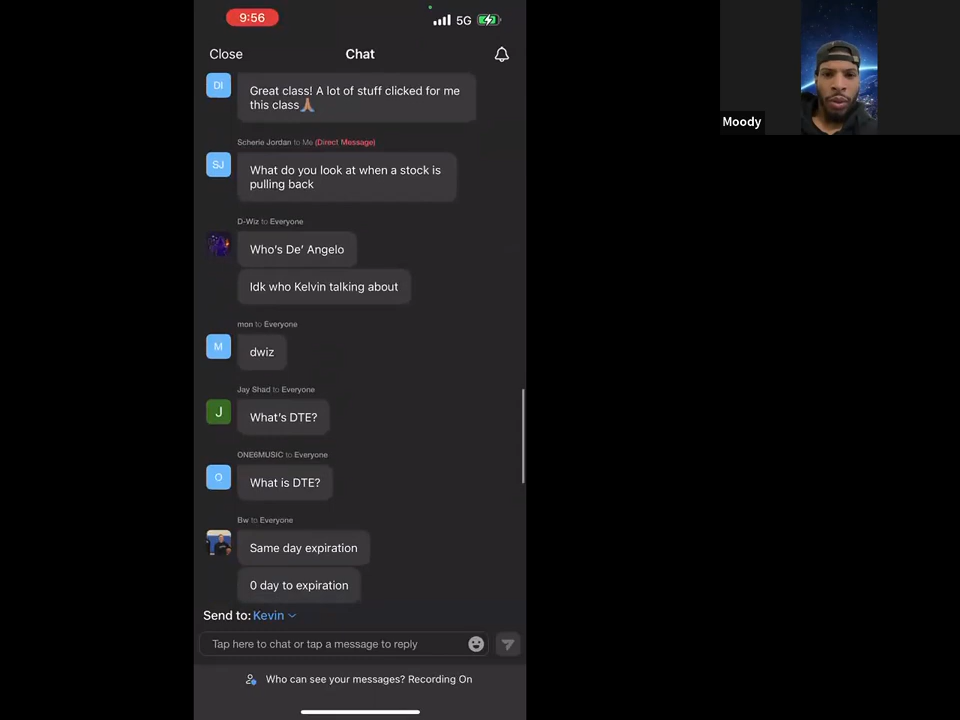 9:56
5G
Close
Chat
DI
Great class! A lot of stuff clicked for me
this class🙏🏽
Scherie Jordan to Me (Direct Message)
SJ
What do you look at when a stock is
pulling back
D-Wiz to Everyone
Who's De' Angelo
Idk who Kelvin talking about
mon to Everyone
M
dwiz
Jay Shad to Everyone
J
What's DTE?
ONE6MUSIC to Everyone
O
What is DTE?
Bw to Everyone
Same day expiration
0 day to expiration
Send to: Kevin
Tap here to chat or tap a message to reply
Who can see your messages? Recording On
Moody